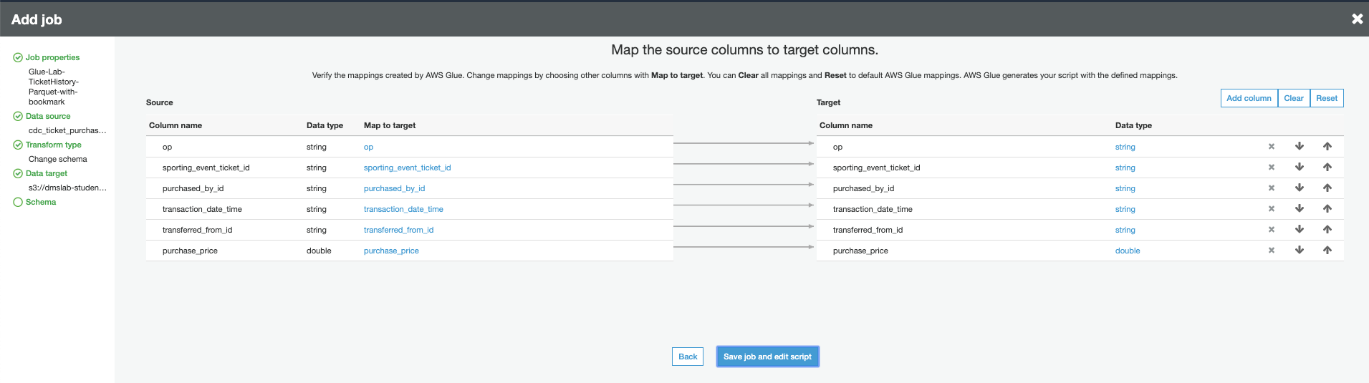 Add job
Job properties
Glue-Lab-
TicketHistory-
Parquet-with-
bookmark
Data source
cdc_ticket_purchas...
Transform type
Change schema
Data target
s3://dmslab-studen...
Schema
Map the source columns to target columns.
Verify the mappings created by AWS Glue. Change mappings by choosing other columns with Map to target. You can Clear all mappings and Reset to default AWS Glue mappings. AWS Glue generates your script with the defined mappings.
Source
Target
Add column Clear Reset
Column name Data type Map to target Column name Data type
op string op op string
sporting_event_ticket_id string sporting_event_ticket_id sporting_event_ticket_id string
purchased_by_id string purchased_by_id purchased_by_id string
transaction_date_time string transaction_date_time transaction_date_time string
transferred_from_id string transferred_from_id transferred_from_id string
purchase_price double purchase_price purchase_price double
Back Save job and edit script